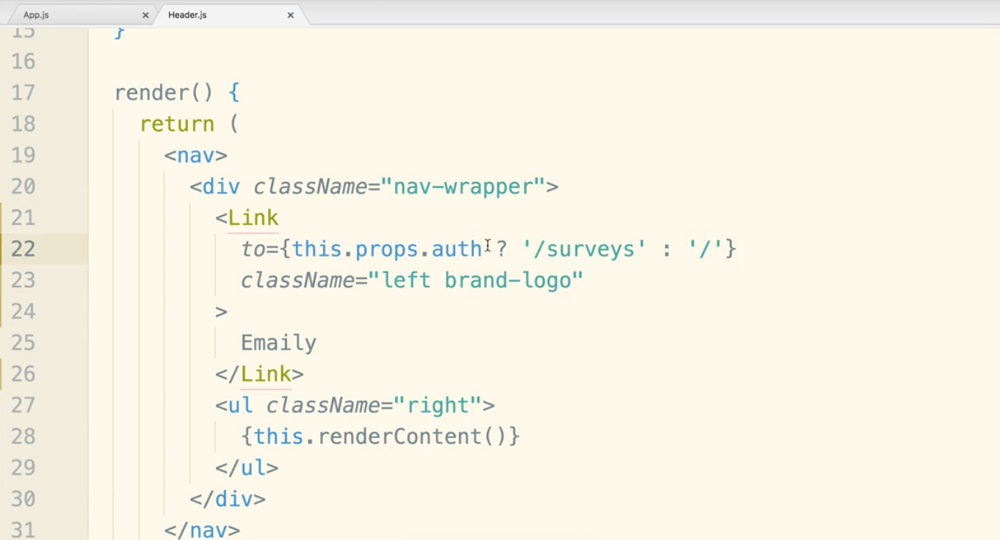 App.js × Header.js ×
15 }
16
17 render() {
18 return (
19 <nav>
20 <div className="nav-wrapper">
21 <Link
22 to={this.props.auth ? '/surveys' : '/'}
23 className="left brand-logo"
24 >
25 Emaily
26 </Link>
27 <ul className="right">
28 {this.renderContent()}
29 </ul>
30 </div>
31 </nav>